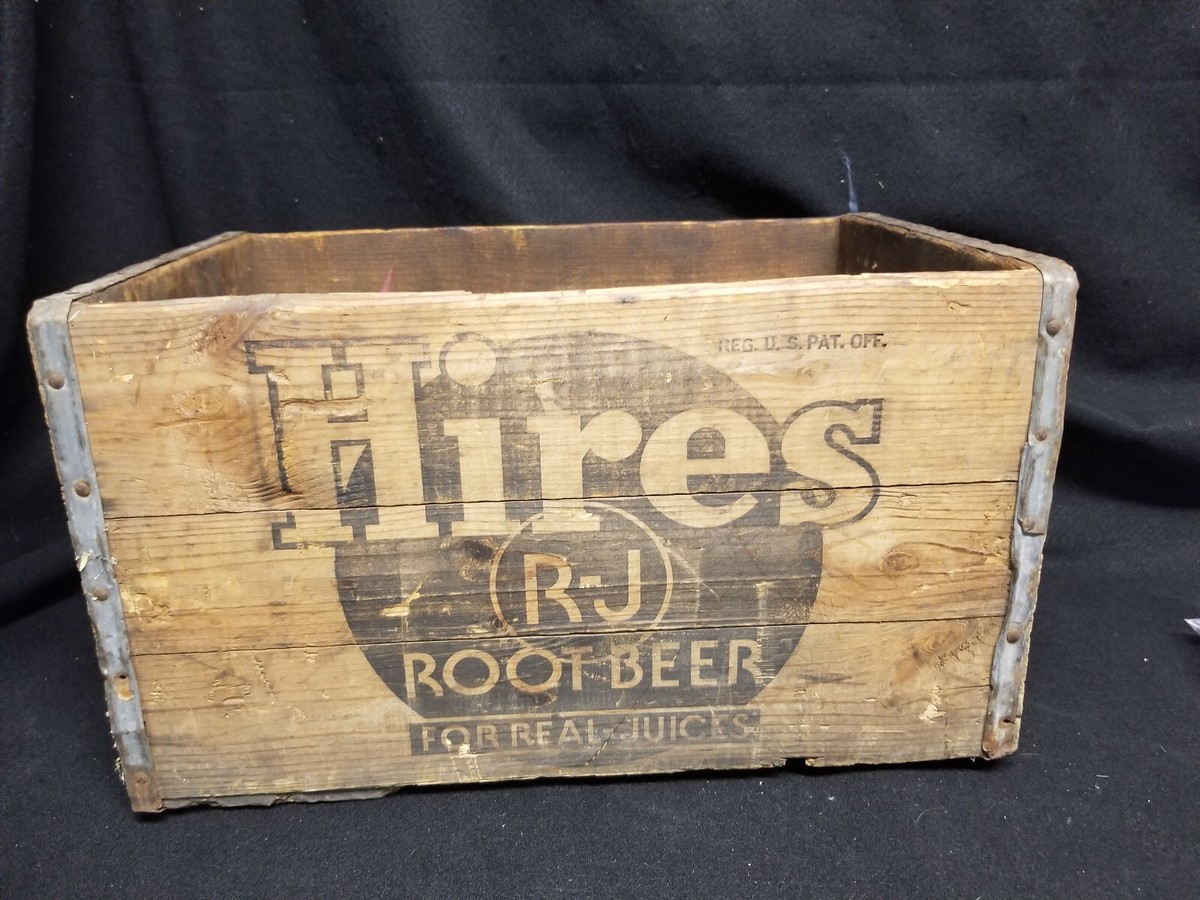 REG. U. S. PAT. OFF.
Hires
R-J
ROOT BEER
FOR REAL-JUICES